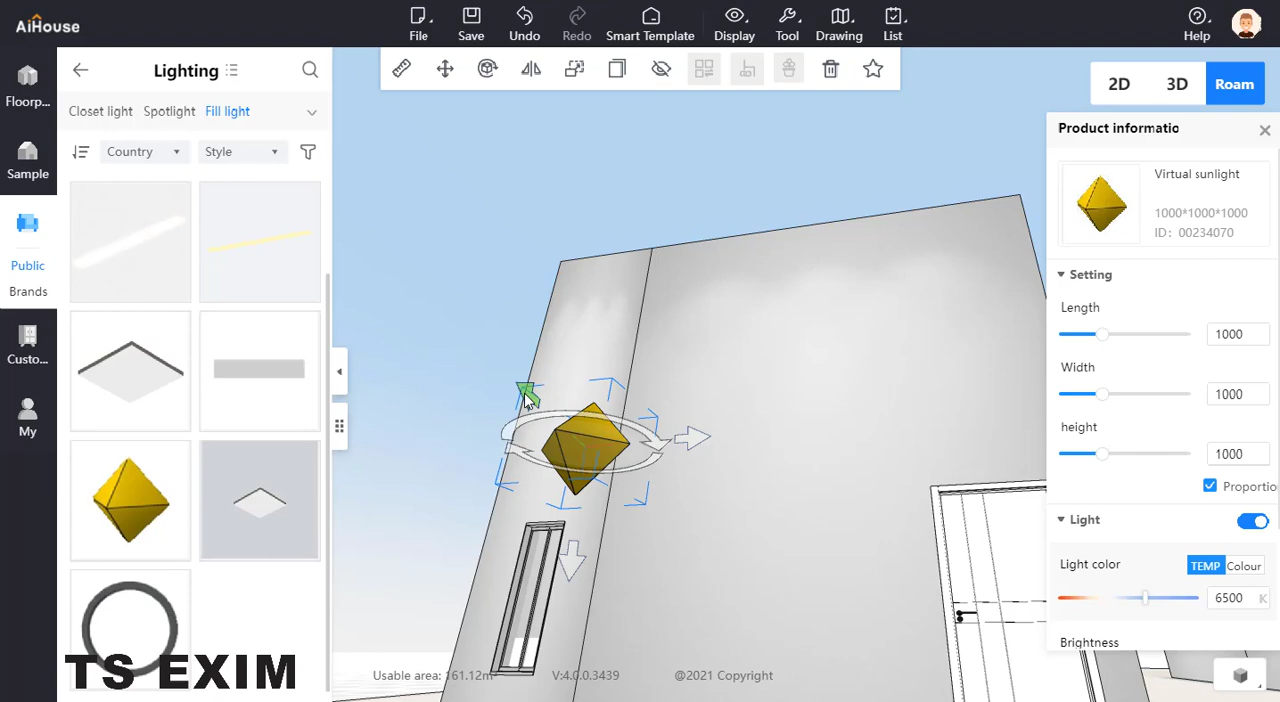 AiHouse
File
Save
Undo
Redo
Smart Template
Display
Tool
Drawing
List
Help
Floorp...
Sample
Public
Brands
Custo...
My
Lighting
Closet light
Spotlight
Fill light
Country
Style
2D
3D
Roam
Product informatio
Virtual sunlight
1000*1000*1000
ID: 00234070
Setting
Length
1000
Width
1000
height
1000
Proportio
Light
Light color
TEMP
Colour
6500
K
Brightness
Usable area: 161.12m²
V:4.0.0.3439
@2021 Copyright
TS EXIM